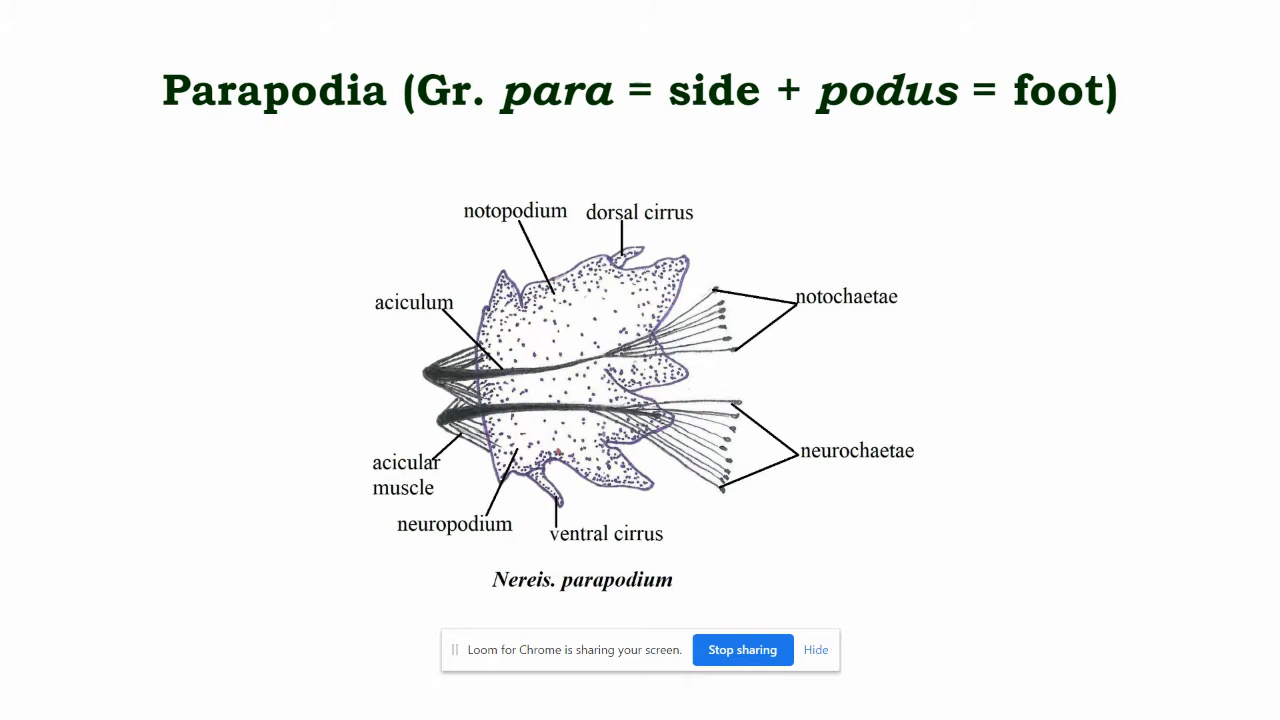 Parapodia (Gr. para = side + podus = foot)
notopodium
dorsal cirrus
aciculum
notochaetae
acicular
muscle
neurochaetae
neuropodium
ventral cirrus
Nereis. parapodium
Loom for Chrome is sharing your screen.
Stop sharing
Hide